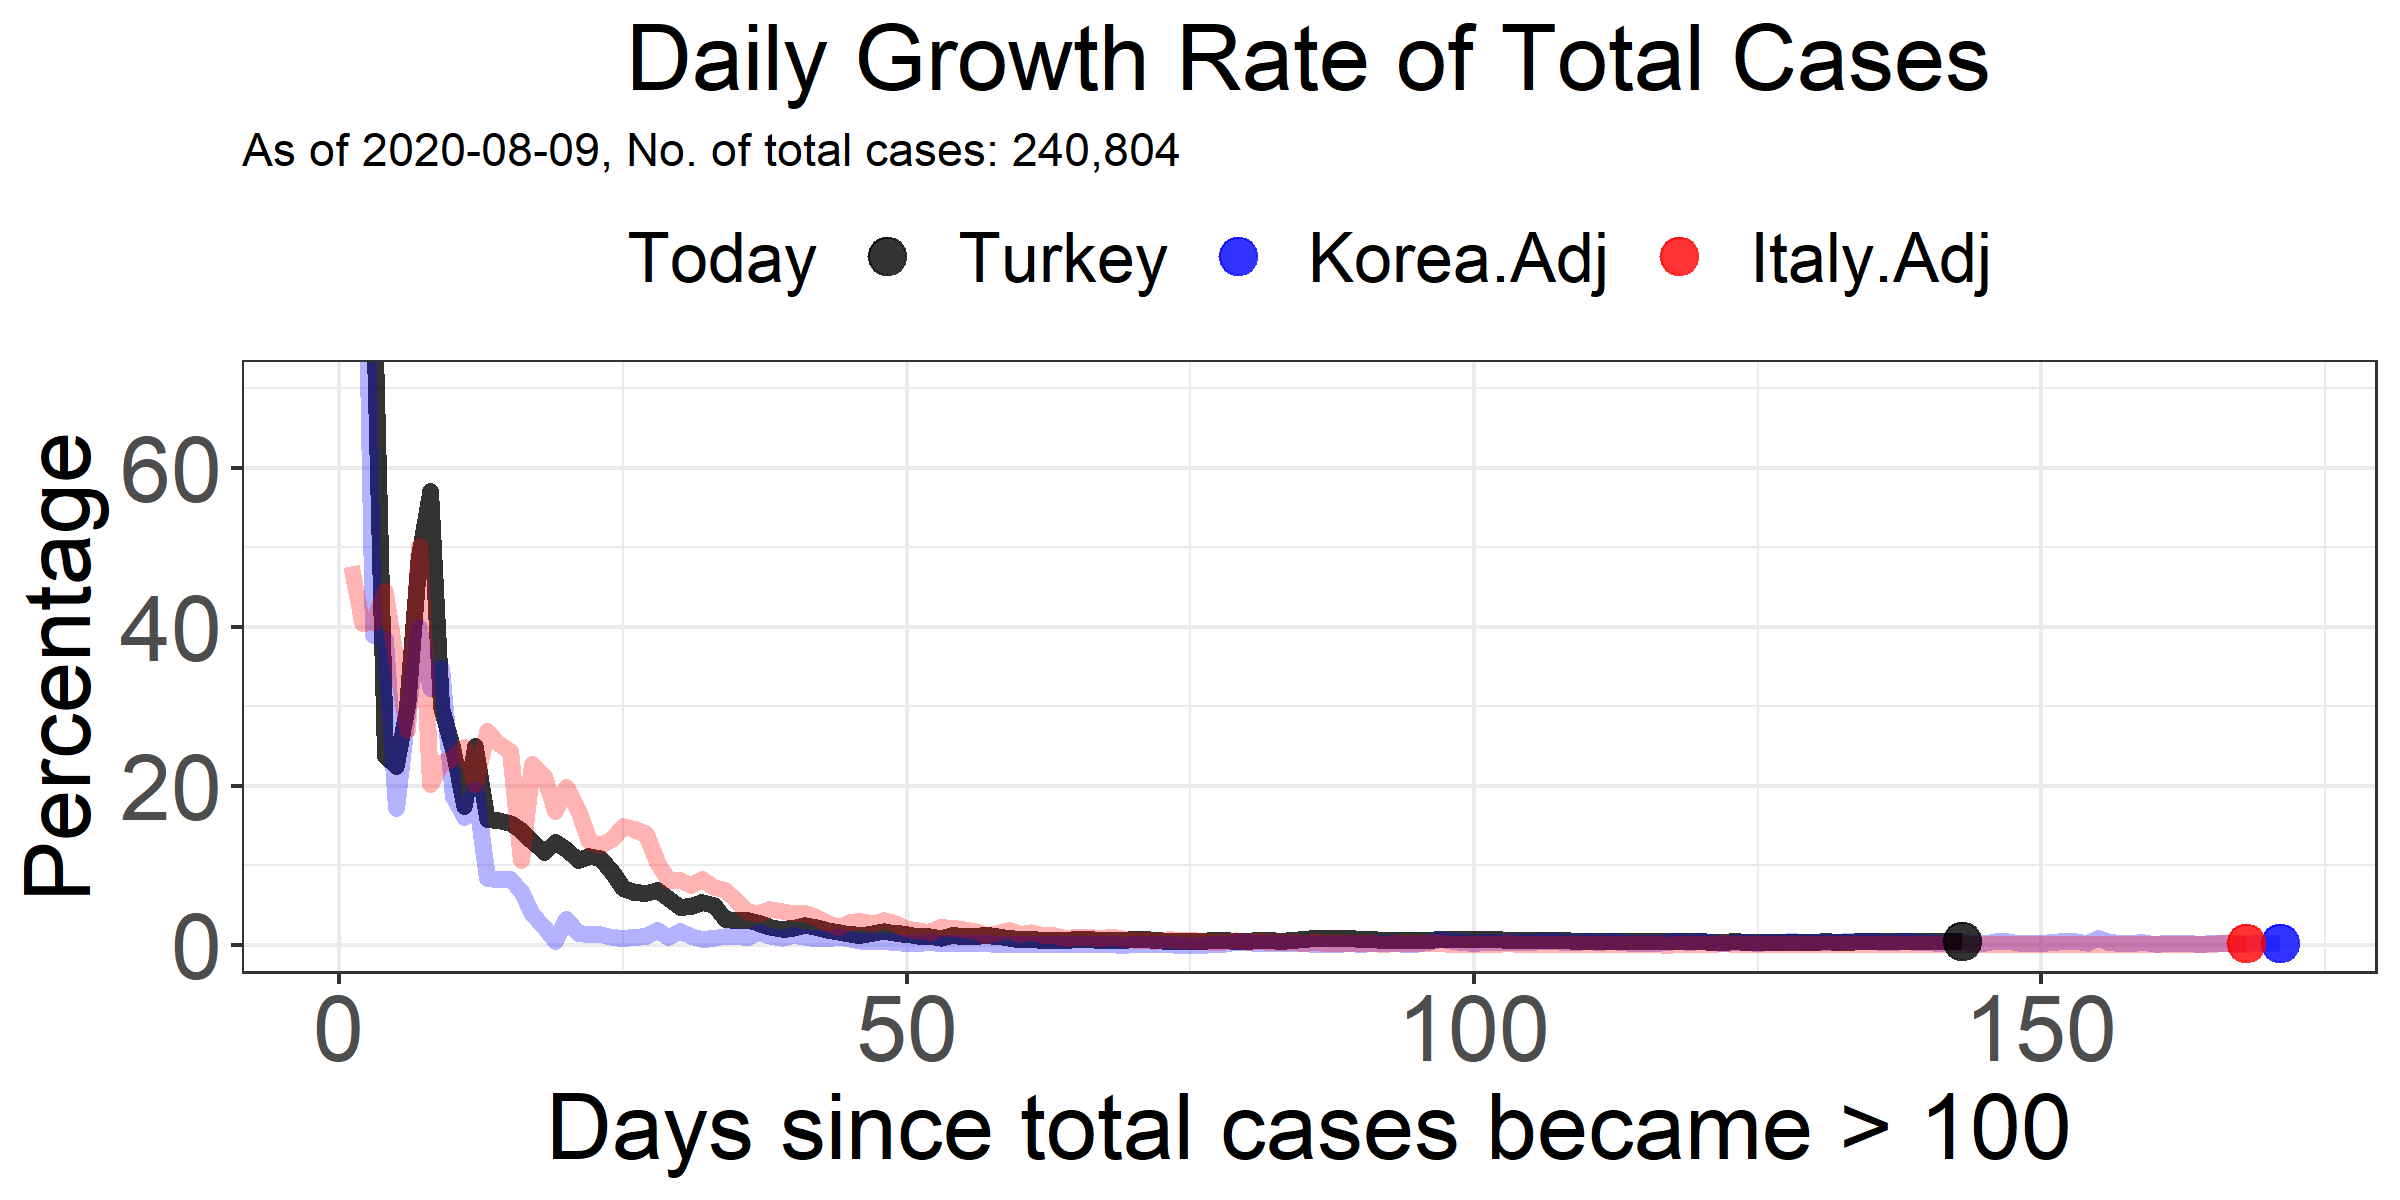 Daily Growth Rate of Total Cases
As of 2020-08-09, No. of total cases: 240,804
Today Turkey Korea.Adj Italy.Adj
Percentage
60
40
20
0
0 50 100 150
Days since total cases became > 100